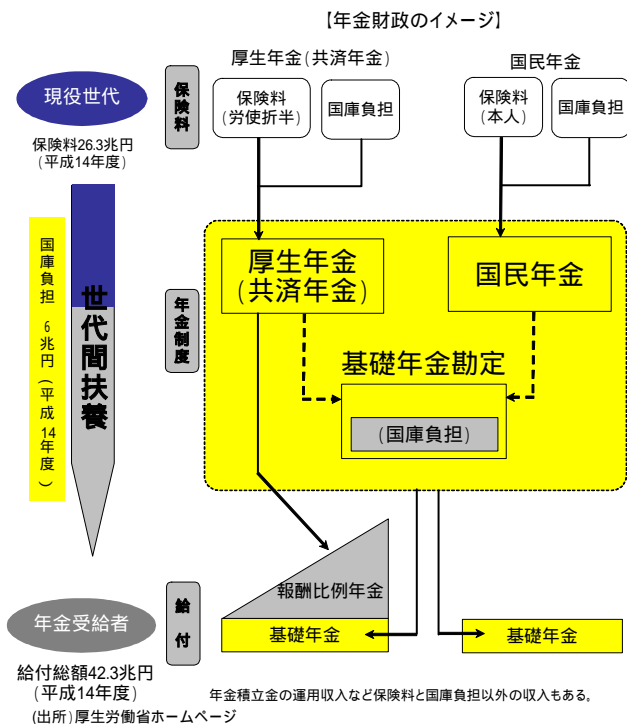 【年金財政のイメージ】
厚生年金(共済年金)
国民年金
現役世代
保険料
保険料
(労使折半)
国庫負担
保険料
(本人)
国庫負担
保険料26.3兆円
(平成14年度)
国庫負担 6兆円(平成14年度)
世代間扶養
年金制度
厚生年金
(共済年金)
国民年金
基礎年金勘定
(国庫負担)
年金受給者
給付
報酬比例年金
基礎年金
基礎年金
給付総額42.3兆円
(平成14年度)
年金積立金の運用収入など保険料と国庫負担以外の収入もある。
(出所)厚生労働省ホームページ